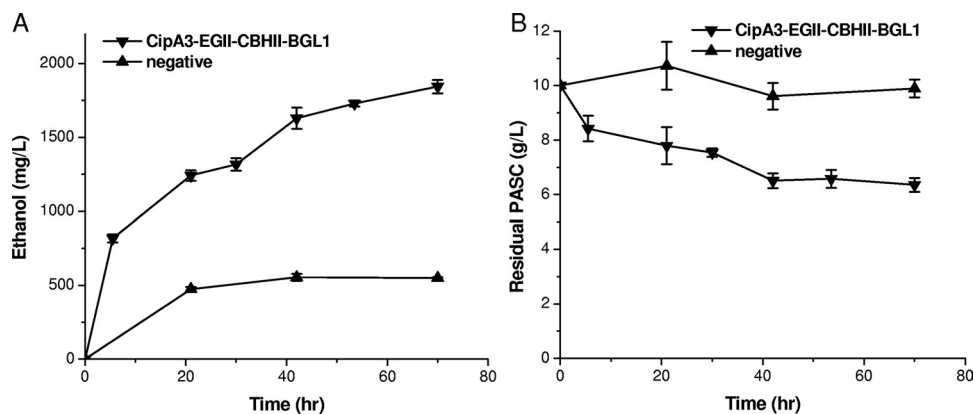 A
CipA3-EGII-CBHII-BGL1
negative
2000
1500
1000
500
0
Ethanol (mg/L)
0 20 40 60 80
Time (hr)
B
CipA3-EGII-CBHII-BGL1
negative
12
10
8
6
4
2
0
Residual PASC (g/L)
0 20 40 60 80
Time (hr)